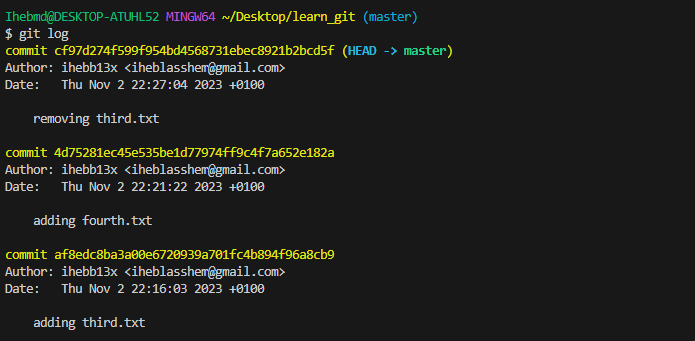 Ihebmd@DESKTOP-ATUHL52 MINGW64 ~/Desktop/learn_git (master)
$ git log
commit cf97d274f599f954bd4568731ebec8921b2bcd5f (HEAD -> master)
Author: ihebb13x <iheblasshem@gmail.com>
Date:   Thu Nov 2 22:27:04 2023 +0100
    removing third.txt
commit 4d75281ec45e535be1d77974ff9c4f7a652e182a
Author: ihebb13x <iheblasshem@gmail.com>
Date:   Thu Nov 2 22:21:22 2023 +0100
    adding fourth.txt
commit af8edc8ba3a00e6720939a701fc4b894f96a8cb9
Author: ihebb13x <iheblasshem@gmail.com>
Date:   Thu Nov 2 22:16:03 2023 +0100
    adding third.txt